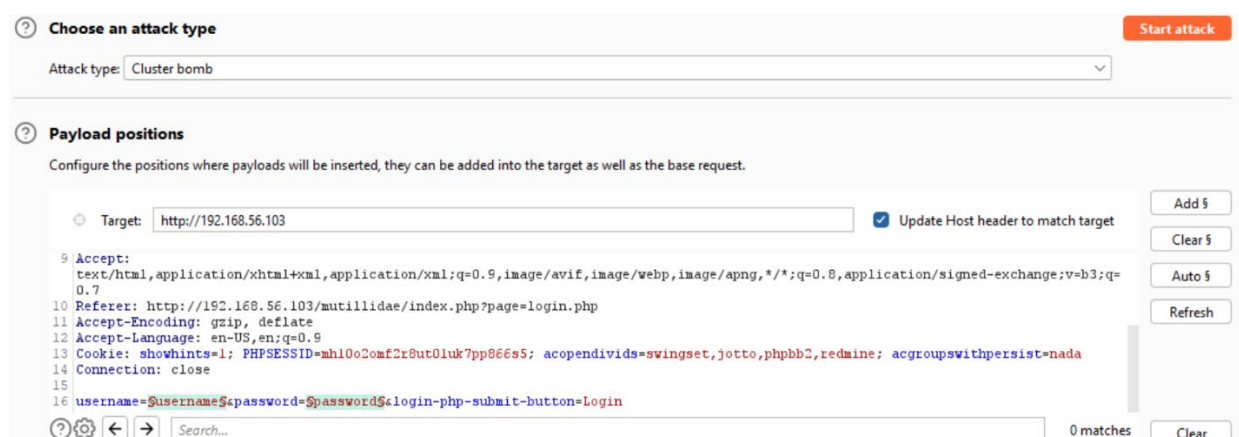 Choose an attack type
Start attack
Attack type: Cluster bomb
Payload positions
Configure the positions where payloads will be inserted, they can be added into the target as well as the base request.
Target: http://192.168.56.103
Update Host header to match target
Add §
Clear §
Auto §
Refresh
9 Accept:
text/html,application/xhtml+xml,application/xml;q=0.9,image/avif,image/webp,image/apng,*/*;q=0.8,application/signed-exchange;v=b3;q=
0.7
10 Referer: http://192.168.56.103/mutillidae/index.php?page=login.php
11 Accept-Encoding: gzip, deflate
12 Accept-Language: en-US,en;q=0.9
13 Cookie: showhints=1; PHPSESSID=mhl0o2omf2r8ut0luk7pp866s5; acopendivids=swingset,jotto,phpbb2,redmine; acgroupswithpersist=nada
14 Connection: close
15
16 username=§username§&password=§password§&login-php-submit-button=Login
Search...
0 matches
Clear